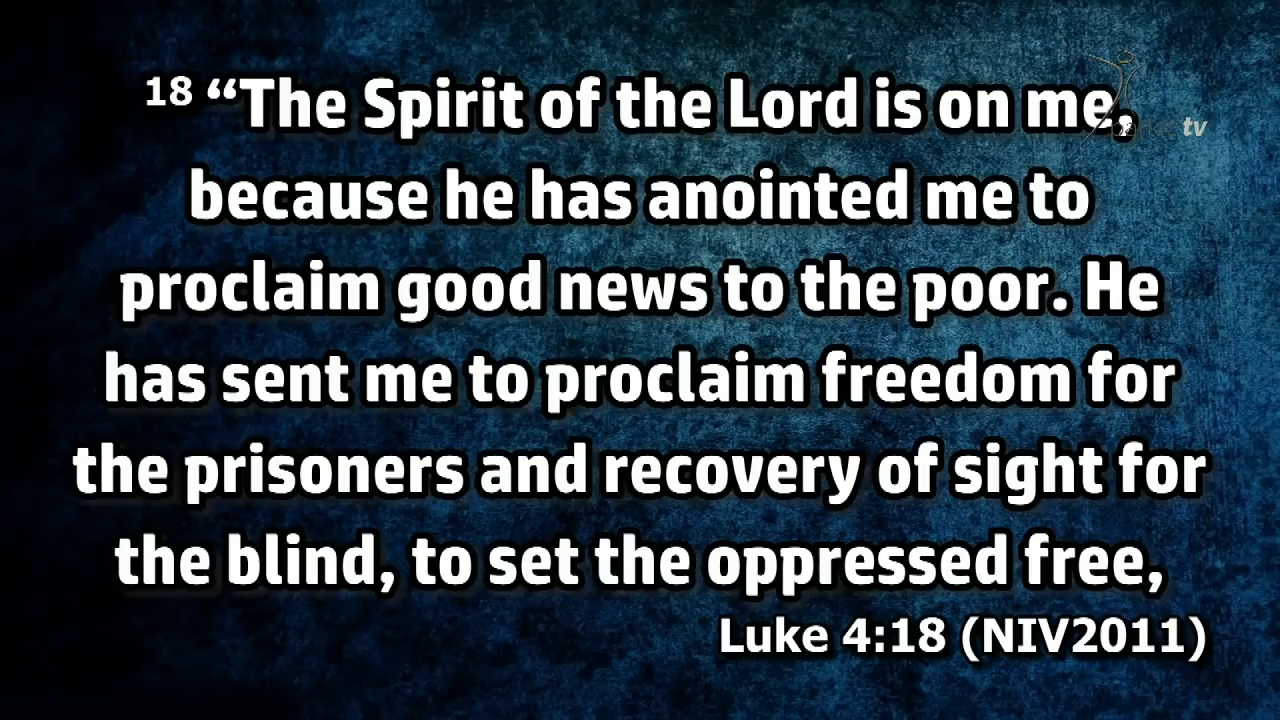 18 “The Spirit of the Lord is on me,
because he has anointed me to
proclaim good news to the poor. He
has sent me to proclaim freedom for
the prisoners and recovery of sight for
the blind, to set the oppressed free,
Luke 4:18 (NIV2011)
tv